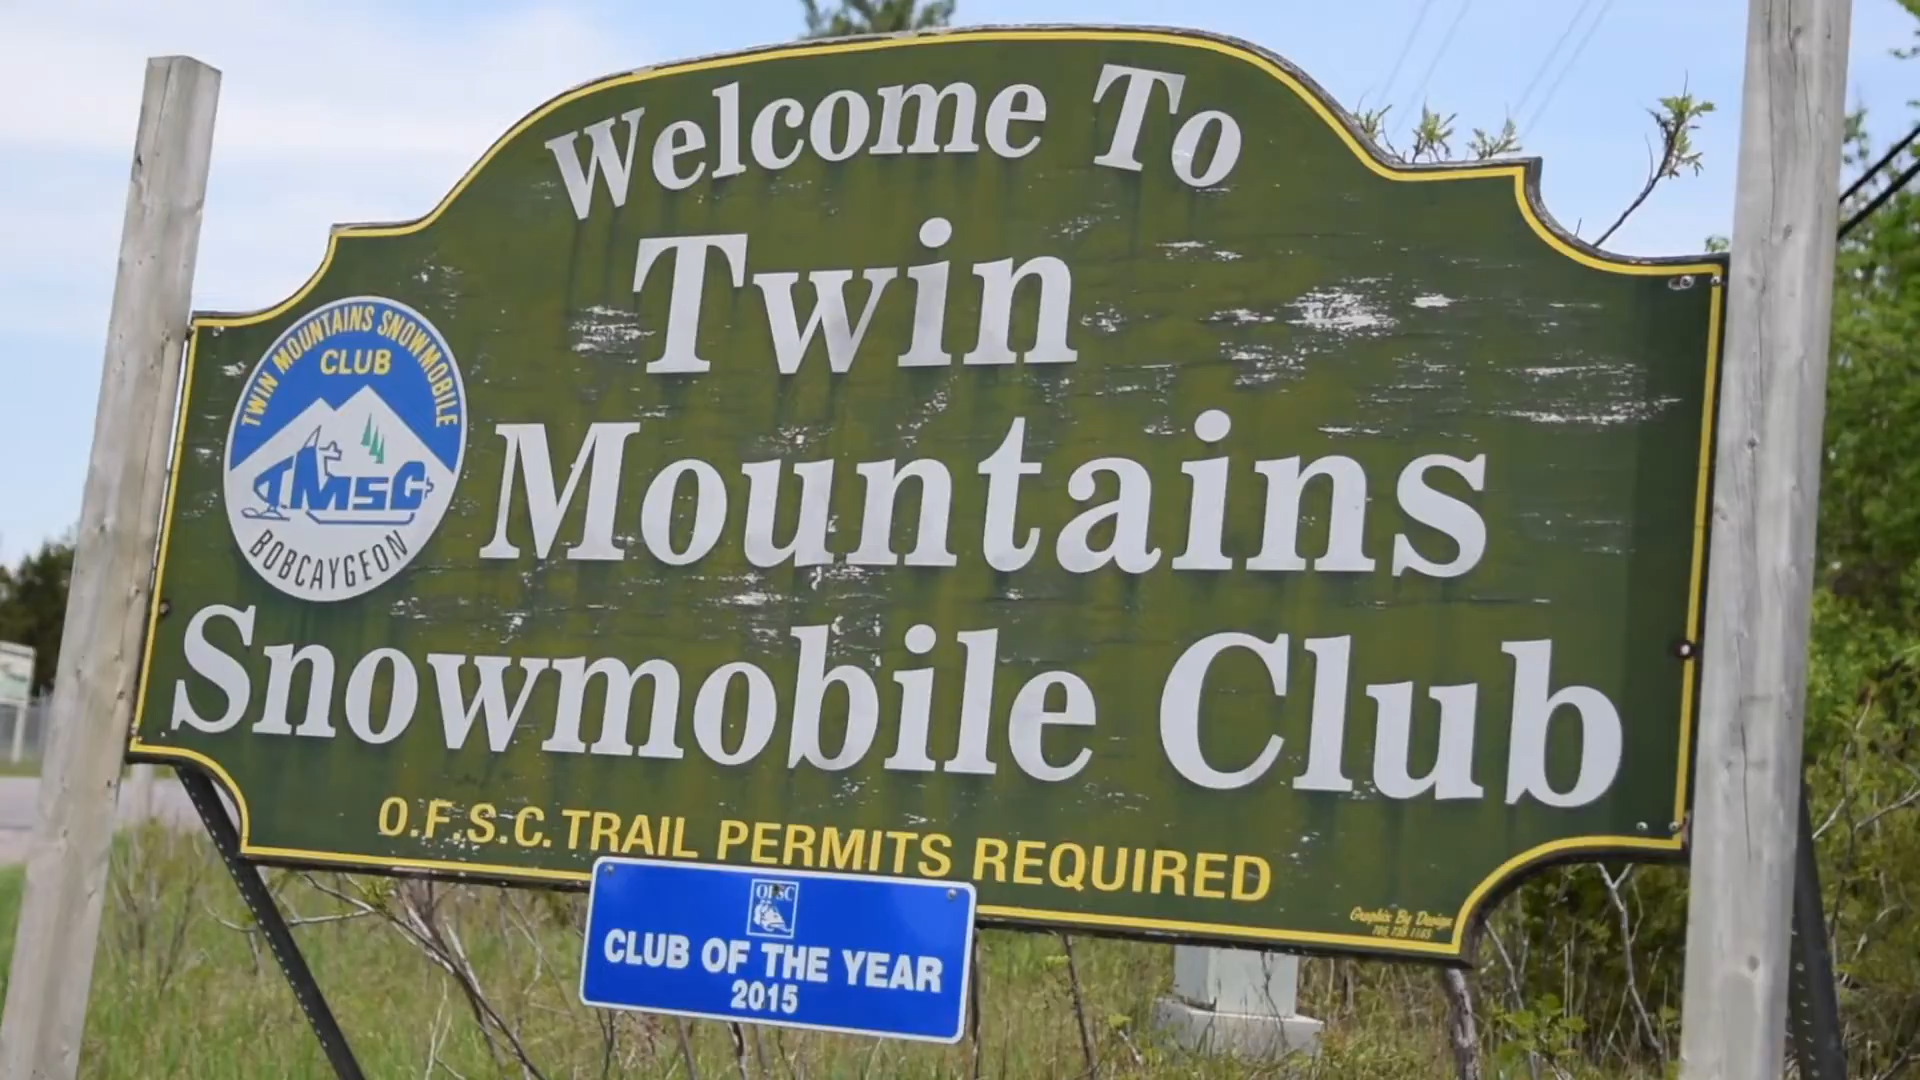 Welcome To
Twin
Mountains
Snowmobile Club
TWIN MOUNTAINS SNOWMOBILE
CLUB
TMSC
BOBCAYGEON
O.F.S.C. TRAIL PERMITS REQUIRED
Graphix By Design
OFSC
CLUB OF THE YEAR
2015